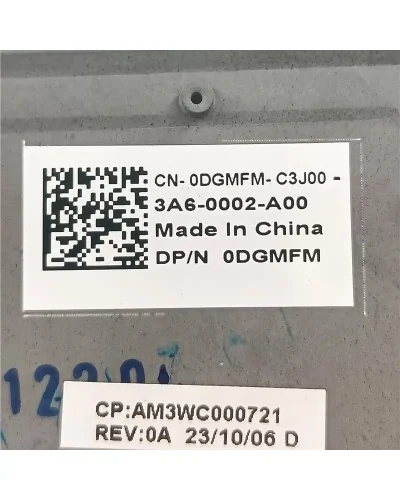 CN- 0DGMFM- C3J00 -
3A6-0002-A00
Made In China
DP/N 0DGMFM
CP:AM3WC000721
REV:0A 23/10/06 D